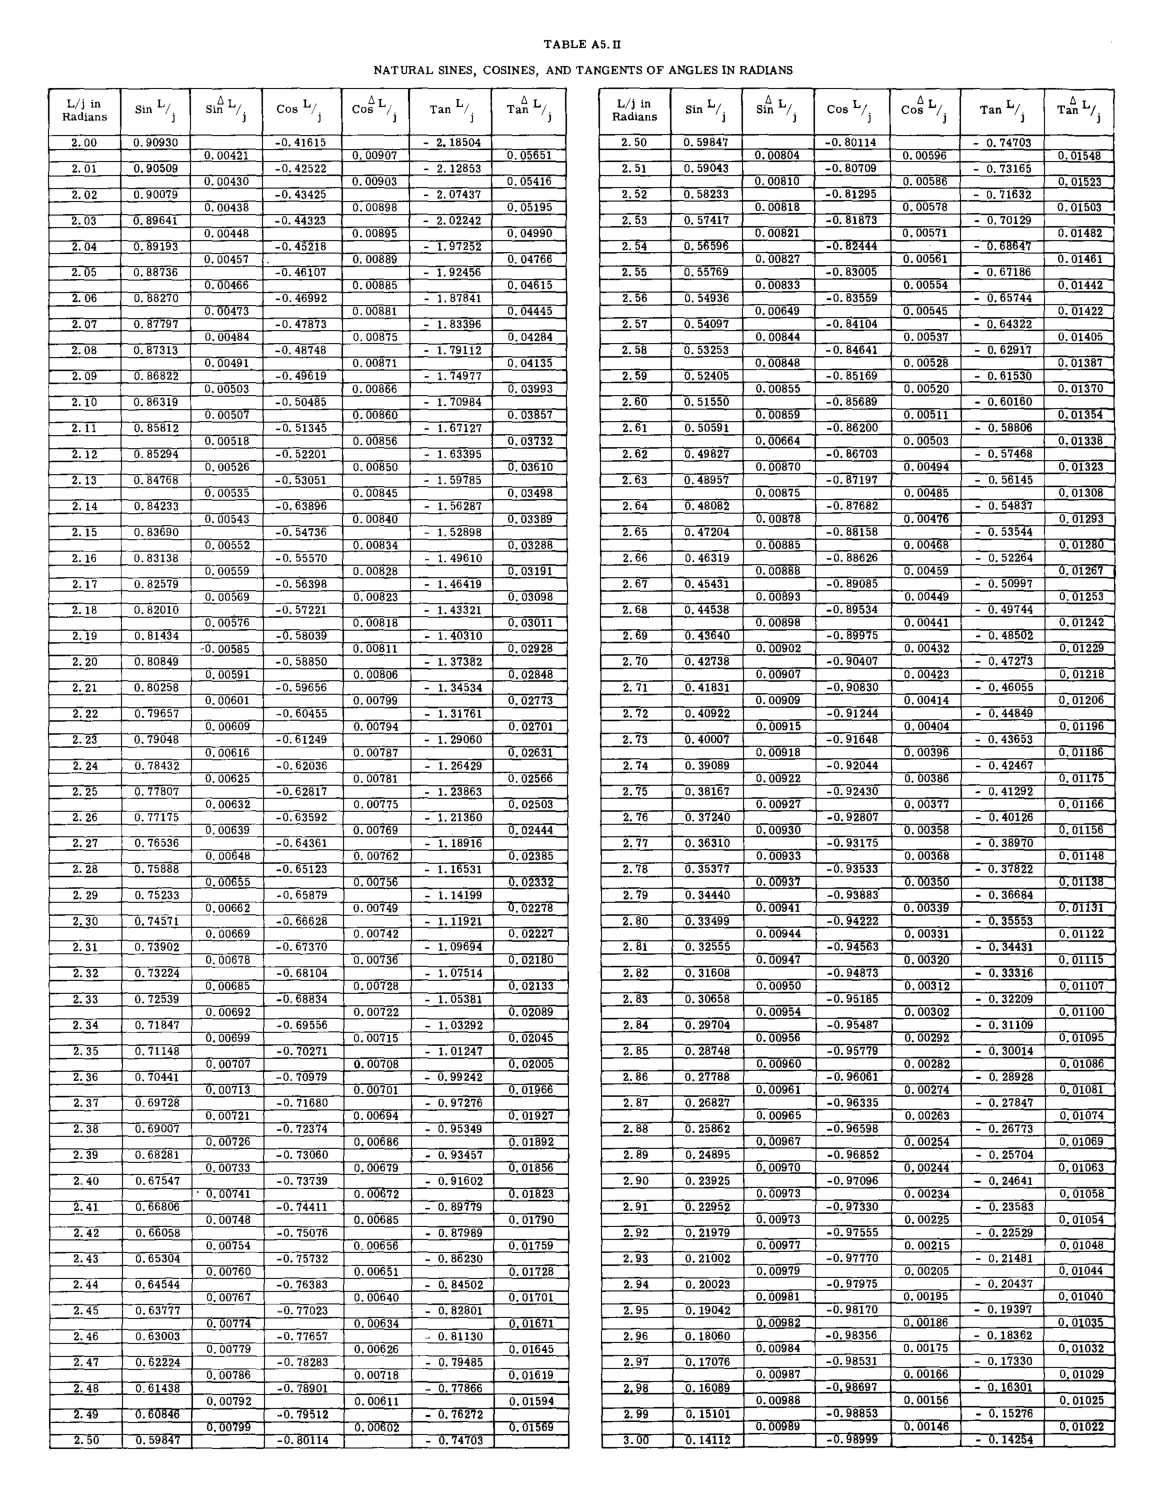 TABLE A5.II
NATURAL SINES, COSINES, AND TANGENTS OF ANGLES IN RADIANS
L/j in Radians Sin L/j Δ Sin L/j Cos L/j Δ Cos L/j Tan L/j Δ Tan L/j
2.00 0.90930 -0.41615 - 2.18504
0.00421 0.00907 0.05651
2.01 0.90509 -0.42522 - 2.12853
0.00430 0.00903 0.05416
2.02 0.90079 -0.43425 - 2.07437
0.00438 0.00898 0.05195
2.03 0.89641 -0.44323 - 2.02242
0.00448 0.00895 0.04990
2.04 0.89193 -0.45218 - 1.97252
0.00457 0.00889 0.04766
2.05 0.88736 -0.46107 - 1.92456
0.00466 0.00885 0.04615
2.06 0.88270 -0.46992 - 1.87841
0.00473 0.00881 0.04445
2.07 0.87797 -0.47873 - 1.83396
0.00484 0.00875 0.04284
2.08 0.87313 -0.48748 - 1.79112
0.00491 0.00871 0.04135
2.09 0.86822 -0.49619 - 1.74977
0.00503 0.00866 0.03993
2.10 0.86319 -0.50485 - 1.70984
0.00507 0.00860 0.03857
2.11 0.85812 -0.51345 - 1.67127
0.00518 0.00856 0.03732
2.12 0.85294 -0.52201 - 1.63395
0.00526 0.00850 0.03610
2.13 0.84768 -0.53051 - 1.59785
0.00535 0.00845 0.03498
2.14 0.84233 -0.63896 - 1.56287
0.00543 0.00840 0.03389
2.15 0.83690 -0.54736 - 1.52898
0.00552 0.00834 0.03288
2.16 0.83138 -0.55570 - 1.49610
0.00559 0.00828 0.03191
2.17 0.82579 -0.56398 - 1.46419
0.00569 0.00823 0.03098
2.18 0.82010 -0.57221 - 1.43321
0.00576 0.00818 0.03011
2.19 0.81434 -0.58039 - 1.40310
-0.00585 0.00811 0.02928
2.20 0.80849 -0.58850 - 1.37382
0.00591 0.00806 0.02848
2.21 0.80258 -0.59656 - 1.34534
0.00601 0.00799 0.02773
2.22 0.79657 -0.60455 - 1.31761
0.00609 0.00794 0.02701
2.23 0.79048 -0.61249 - 1.29060
0.00616 0.00787 0.02631
2.24 0.78432 -0.62036 - 1.26429
0.00625 0.00781 0.02566
2.25 0.77807 -0.62817 - 1.23863
0.00632 0.00775 0.02503
2.26 0.77175 -0.63592 - 1.21360
0.00639 0.00769 0.02444
2.27 0.76536 -0.64361 - 1.18916
0.00648 0.00762 0.02385
2.28 0.75888 -0.65123 - 1.16531
0.00655 0.00756 0.02332
2.29 0.75233 -0.65879 - 1.14199
0.00662 0.00749 0.02278
2.30 0.74571 -0.66628 - 1.11921
0.00669 0.00742 0.02227
2.31 0.73902 -0.67370 - 1.09694
0.00678 0.00736 0.02180
2.32 0.73224 -0.68104 - 1.07514
0.00685 0.00728 0.02133
2.33 0.72539 -0.68834 - 1.05381
0.00692 0.00722 0.02089
2.34 0.71847 -0.69556 - 1.03292
0.00699 0.00715 0.02045
2.35 0.71148 -0.70271 - 1.01247
0.00707 0.00708 0.02005
2.36 0.70441 -0.70979 - 0.99242
0.00713 0.00701 0.01966
2.37 0.69728 -0.71680 - 0.97276
0.00721 0.00694 0.01927
2.38 0.69007 -0.72374 - 0.95349
0.00726 0.00686 0.01892
2.39 0.68281 -0.73060 - 0.93457
0.00733 0.00679 0.01856
2.40 0.67547 -0.73739 - 0.91602
0.00741 0.00672 0.01823
2.41 0.66806 -0.74411 - 0.89779
0.00748 0.00685 0.01790
2.42 0.66058 -0.75076 - 0.87989
0.00754 0.00656 0.01759
2.43 0.65304 -0.75732 - 0.86230
0.00760 0.00651 0.01728
2.44 0.64544 -0.76383 - 0.84502
0.00767 0.00640 0.01701
2.45 0.63777 -0.77023 - 0.82801
0.00774 0.00634 0.01671
2.46 0.63003 -0.77657 - 0.81130
0.00779 0.00626 0.01645
2.47 0.62224 -0.78283 - 0.79485
0.00786 0.00718 0.01619
2.48 0.61438 -0.78901 - 0.77866
0.00792 0.00611 0.01594
2.49 0.60846 -0.79512 - 0.76272
0.00799 0.00602 0.01569
2.50 0.59847 -0.80114 - 0.74703
L/j in Radians Sin L/j Δ Sin L/j Cos L/j Δ Cos L/j Tan L/j Δ Tan L/j
2.50 0.59847 -0.80114 - 0.74703
0.00804 0.00596 0.01548
2.51 0.59043 -0.80709 - 0.73165
0.00810 0.00586 0.01523
2.52 0.58233 -0.81295 - 0.71632
0.00818 0.00578 0.01503
2.53 0.57417 -0.81873 - 0.70129
0.00821 0.00571 0.01482
2.54 0.56596 -0.82444 - 0.68647
0.00827 0.00561 0.01461
2.55 0.55769 -0.83005 - 0.67186
0.00833 0.00554 0.01442
2.56 0.54936 -0.83559 - 0.65744
0.00649 0.00545 0.01422
2.57 0.54097 -0.84104 - 0.64322
0.00844 0.00537 0.01405
2.58 0.53253 -0.84641 - 0.62917
0.00848 0.00528 0.01387
2.59 0.52405 -0.85169 - 0.61530
0.00855 0.00520 0.01370
2.60 0.51550 -0.85689 - 0.60160
0.00859 0.00511 0.01354
2.61 0.50591 -0.86200 - 0.58806
0.00664 0.00503 0.01338
2.62 0.49827 -0.86703 - 0.57468
0.00870 0.00494 0.01323
2.63 0.48957 -0.87197 - 0.56145
0.00875 0.00485 0.01308
2.64 0.48082 -0.87682 - 0.54837
0.00878 0.00476 0.01293
2.65 0.47204 -0.88158 - 0.53544
0.00885 0.00468 0.01280
2.66 0.46319 -0.88626 - 0.52264
0.00888 0.00459 0.01267
2.67 0.45431 -0.89085 - 0.50997
0.00893 0.00449 0.01253
2.68 0.44538 -0.89534 - 0.49744
0.00898 0.00441 0.01242
2.69 0.43640 -0.89975 - 0.48502
0.00902 0.00432 0.01229
2.70 0.42738 -0.90407 - 0.47273
0.00907 0.00423 0.01218
2.71 0.41831 -0.90830 - 0.46055
0.00909 0.00414 0.01206
2.72 0.40922 -0.91244 - 0.44849
0.00915 0.00404 0.01196
2.73 0.40007 -0.91648 - 0.43653
0.00918 0.00396 0.01186
2.74 0.39089 -0.92044 - 0.42467
0.00922 0.00386 0.01175
2.75 0.38167 -0.92430 - 0.41292
0.00927 0.00377 0.01166
2.76 0.37240 -0.92807 - 0.40126
0.00930 0.00358 0.01156
2.77 0.36310 -0.93175 - 0.38970
0.00933 0.00368 0.01148
2.78 0.35377 -0.93533 - 0.37822
0.00937 0.00350 0.01138
2.79 0.34440 -0.93883 - 0.36684
0.00941 0.00339 0.01131
2.80 0.33499 -0.94222 - 0.35553
0.00944 0.00331 0.01122
2.81 0.32555 -0.94563 - 0.34431
0.00947 0.00320 0.01115
2.82 0.31608 -0.94873 - 0.33316
0.00950 0.00312 0.01107
2.83 0.30658 -0.95185 - 0.32209
0.00954 0.00302 0.01100
2.84 0.29704 -0.95487 - 0.31109
0.00956 0.00292 0.01095
2.85 0.28748 -0.95779 - 0.30014
0.00960 0.00282 0.01086
2.86 0.27788 -0.96061 - 0.28928
0.00961 0.00274 0.01081
2.87 0.26827 -0.96335 - 0.27847
0.00965 0.00263 0.01074
2.88 0.25862 -0.96598 - 0.26773
0.00967 0.00254 0.01069
2.89 0.24895 -0.96852 - 0.25704
0.00970 0.00244 0.01063
2.90 0.23925 -0.97096 - 0.24641
0.00973 0.00234 0.01058
2.91 0.22952 -0.97330 - 0.23583
0.00973 0.00225 0.01054
2.92 0.21979 -0.97555 - 0.22529
0.00977 0.00215 0.01048
2.93 0.21002 -0.97770 - 0.21481
0.00979 0.00205 0.01044
2.94 0.20023 -0.97975 - 0.20437
0.00981 0.00195 0.01040
2.95 0.19042 -0.98170 - 0.19397
0.00982 0.00186 0.01035
2.96 0.18060 -0.98356 - 0.18362
0.00984 0.00175 0.01032
2.97 0.17076 -0.98531 - 0.17330
0.00987 0.00166 0.01029
2.98 0.16089 -0.98697 - 0.16301
0.00988 0.00156 0.01025
2.99 0.15101 -0.98853 - 0.15276
0.00989 0.00146 0.01022
3.00 0.14112 -0.98999 - 0.14254